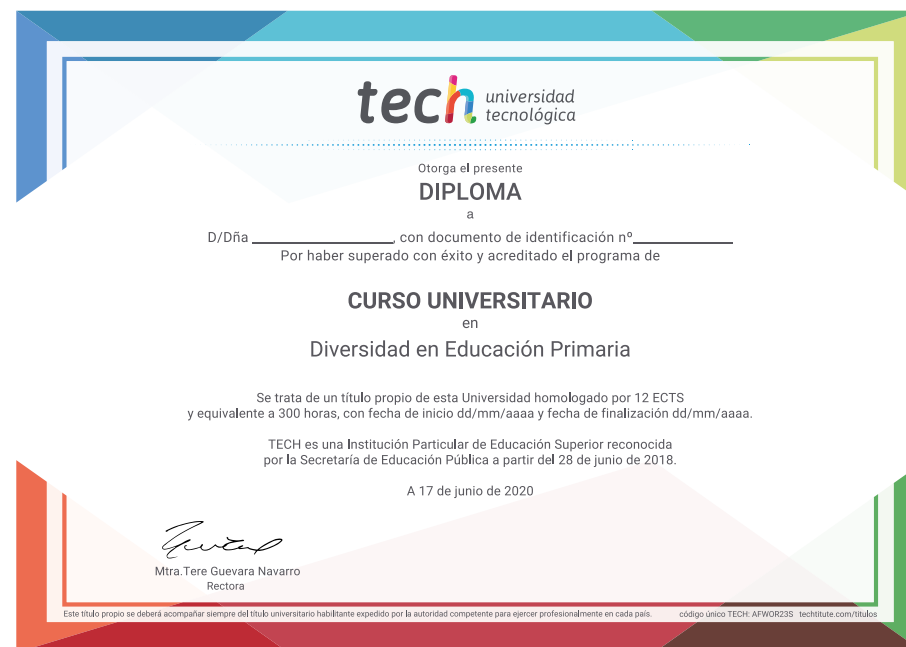 tech universidad
tecnológica
Otorga el presente
DIPLOMA
a
D/Dña ____________________, con documento de identificación nº______________
Por haber superado con éxito y acreditado el programa de
CURSO UNIVERSITARIO
en
Diversidad en Educación Primaria
Se trata de un título propio de esta Universidad homologado por 12 ECTS
y equivalente a 300 horas, con fecha de inicio dd/mm/aaaa y fecha de finalización dd/mm/aaaa.
TECH es una Institución Particular de Educación Superior reconocida
por la Secretaría de Educación Pública a partir del 28 de junio de 2018.
A 17 de junio de 2020
Mtra.Tere Guevara Navarro
Rectora
Este título propio se deberá acompañar siempre del título universitario habilitante expedido por la autoridad competente para ejercer profesionalmente en cada país. código único TECH: AFWOR23S techtitute.com/titulos